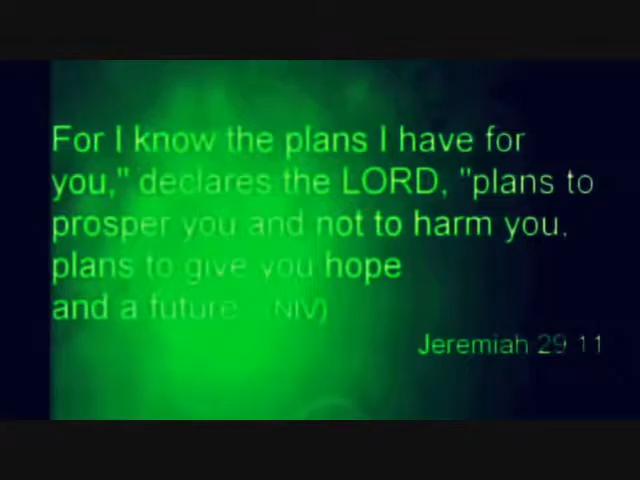 For I know the plans I have for
you," declares the LORD, "plans to
prosper you and not to harm you.
plans to give you hope
and a future (NIV)
Jeremiah 29 11